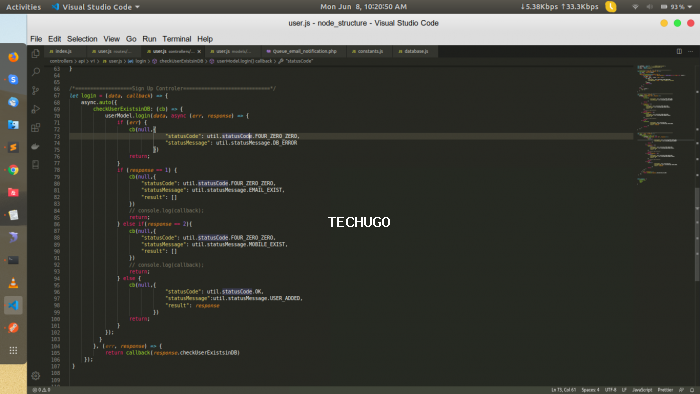 Activities
Visual Studio Code
Mon Jun 8, 10:20:50 AM
↓5.38Kbps ↑33.3Kbps
93 %
user.js - node_structure - Visual Studio Code
File Edit Selection View Go Run Terminal Help
index.js
user.js
user.js
user.js
Queue_email_notification.php
constants.js
database.js
controllers > api > v1 > user.js > login > checkUserExistsinDB > userModel.login() callback > "statusCode"
63 }
64
65
66 /*==================Sign Up Controler==================*/
67 let login = (data, callback) => {
68 async.auto({
69 checkUserExistsinDB: (cb) => {
70 userModel.login(data, async (err, response) => {
71 if (err) {
72 cb(null,{
73 "statusCode": util.statusCode.FOUR_ZERO_ZERO,
74 "statusMessage": util.statusMessage.DB_ERROR
75 })
76 return;
77 }
78 if (response == 1) {
79 cb(null,{
80 "statusCode": util.statusCode.FOUR_ZERO_ZERO,
81 "statusMessage": util.statusMessage.EMAIL_EXIST,
82 "result": []
83 })
84 // console.log(callback);
85 return;
86 } else if(response == 2){
87 cb(null,{
88 "statusCode": util.statusCode.FOUR_ZERO_ZERO,
89 "statusMessage": util.statusMessage.MOBILE_EXIST,
90 "result": []
91 })
92 // console.log(callback);
93 return;
94 } else {
95 cb(null,{
96 "statusCode": util.statusCode.OK,
97 "statusMessage":util.statusMessage.USER_ADDED,
98 "result": response
99 })
100 return;
101 }
102 });
103 }
104 }, (err, response) => {
105 return callback(response.checkUserExistsinDB)
106 });
107 }
108
109
TECHUGO
0 0
Ln 73, Col 61
Spaces: 4
UTF-8
LF
JavaScript
Prettier